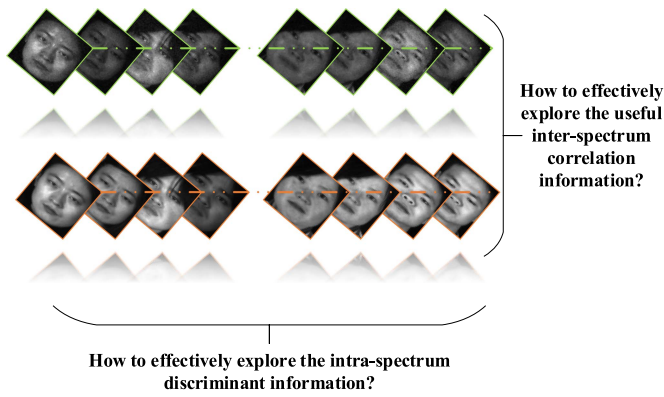 How to effectively
explore the useful
inter-spectrum
correlation
information?
How to effectively explore the intra-spectrum
discriminant information?